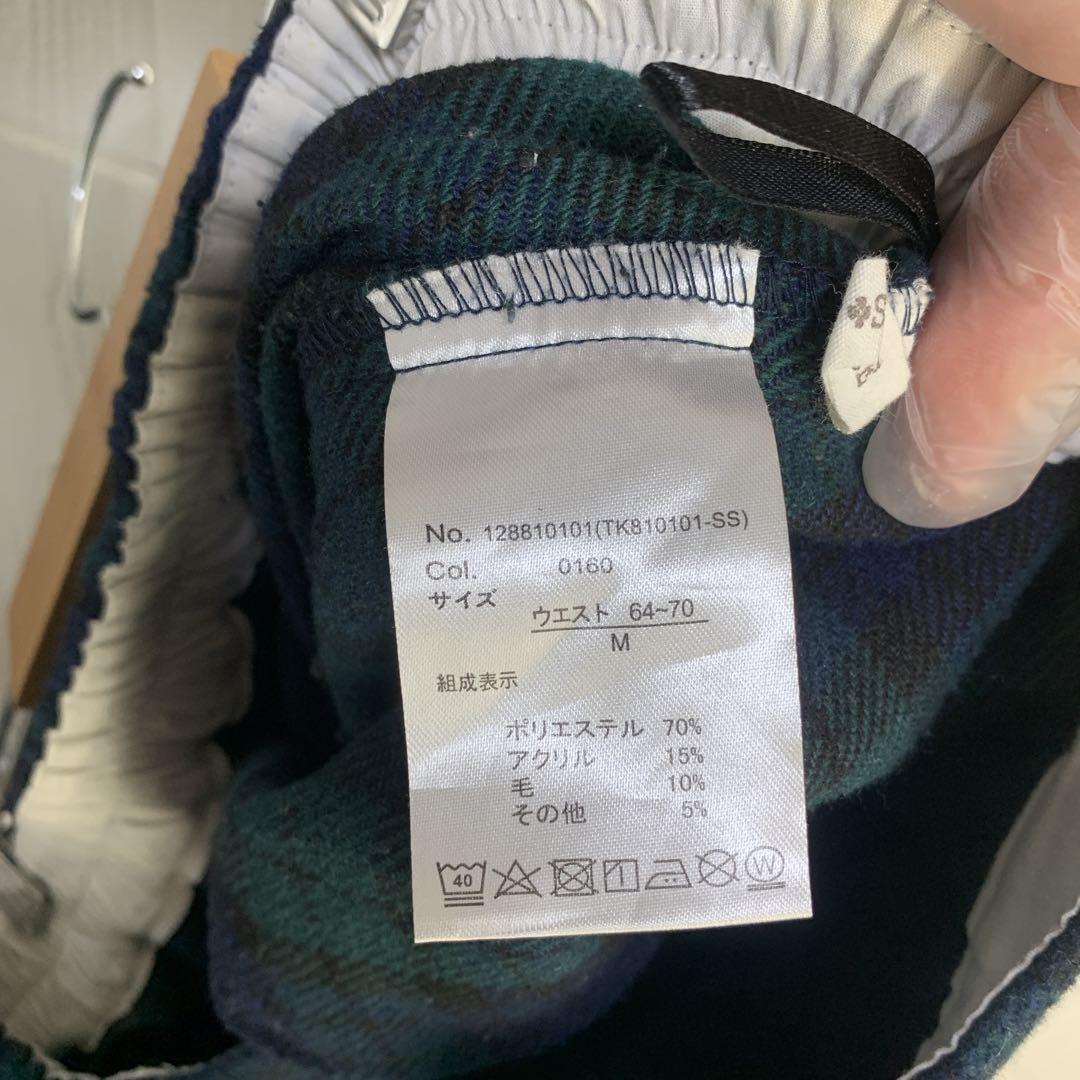 No. 128810101(TK810101-SS)
Col. 0160
サイズ ウエスト 64~70
M
組成表示
ポリエステル 70%
アクリル 15%
毛 10%
その他 5%
40 W